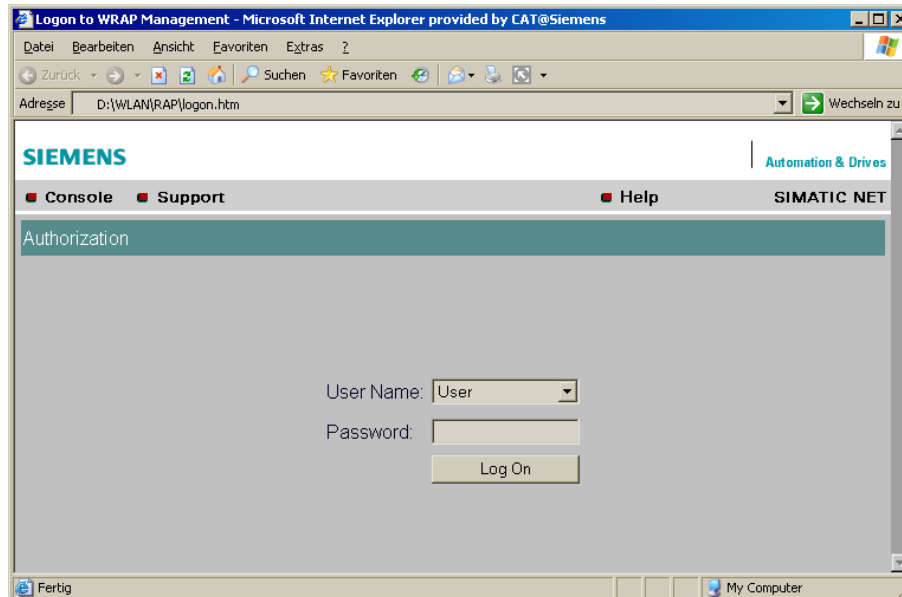 Logon to WRAP Management - Microsoft Internet Explorer provided by CAT@Siemens
Datei Bearbeiten Ansicht Favoriten Extras ?
Zurück Suchen Favoriten
Adresse D:\WLAN\RAP\logon.htm Wechseln zu
SIEMENS Automation & Drives
Console Support Help SIMATIC NET
Authorization
User Name: User
Password:
Log On
Fertig My Computer